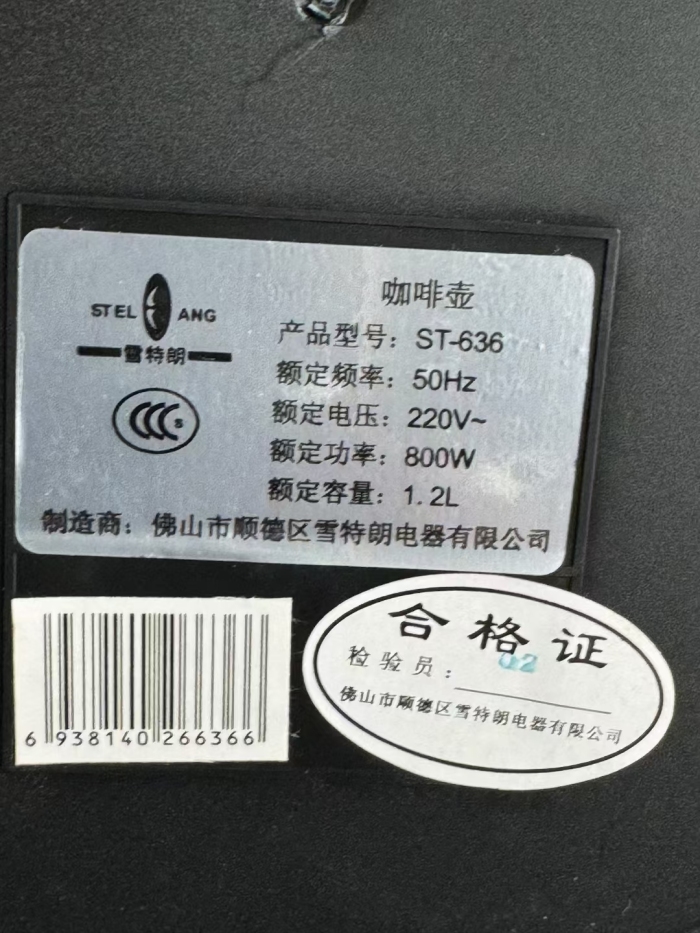 咖啡壶
STEL ANG
雪特朗
CCC S
产品型号：ST-636
额定频率：50Hz
额定电压：220V~
额定功率：800W
额定容量：1.2L
制造商：佛山市顺德区雪特朗电器有限公司
6 938140 266366
合格证
检验员：02
佛山市顺德区雪特朗电器有限公司